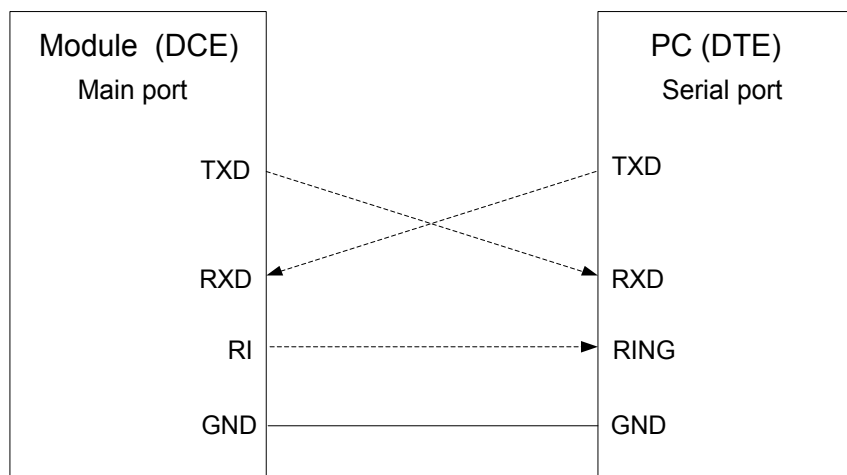 Module (DCE)
Main port
TXD
RXD
RI
GND
PC (DTE)
Serial port
TXD
RXD
RING
GND